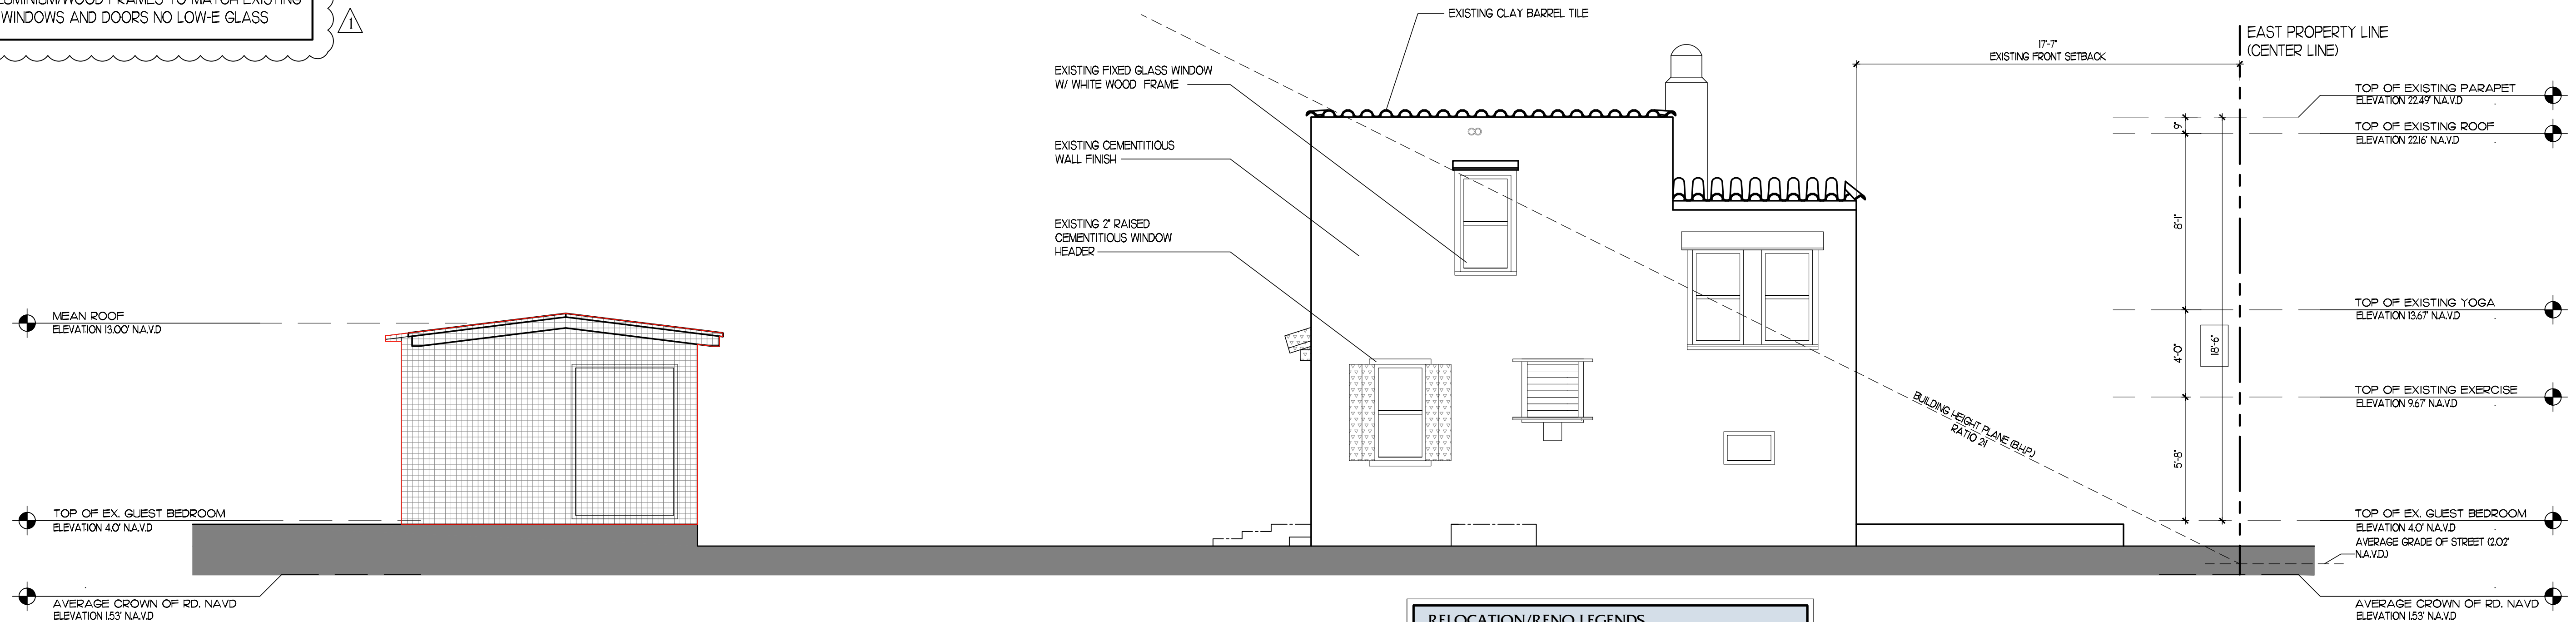 WINDOWS AND DOORS NO LOW-E GLASS
1
EXISTING CLAY BARREL TILE
EXISTING FIXED GLASS WINDOW
W/ WHITE WOOD FRAME
EXISTING CEMENTITIOUS
WALL FINISH
EXISTING 2" RAISED
CEMENTITIOUS WINDOW
HEADER
17'-7"
EXISTING FRONT SETBACK
EAST PROPERTY LINE
(CENTER LINE)
TOP OF EXISTING PARAPET
ELEVATION 22.49' N.A.V.D
TOP OF EXISTING ROOF
ELEVATION 22.16' N.A.V.D
9"
8'-1"
TOP OF EXISTING YOGA
ELEVATION 13.67' N.A.V.D
4'-0"
18'-6"
TOP OF EXISTING EXERCISE
ELEVATION 9.67' N.A.V.D
5'-8"
BUILDING HEIGHT PLANE (B.H.P.)
RATIO 2:1
TOP OF EX. GUEST BEDROOM
ELEVATION 4.0' N.A.V.D
AVERAGE GRADE OF STREET (2.02'
N.A.V.D.)
AVERAGE CROWN OF RD. NAVD
ELEVATION 1.53' N.A.V.D
MEAN ROOF
ELEVATION 13.00' N.A.V.D
TOP OF EX. GUEST BEDROOM
ELEVATION 4.0' N.A.V.D
AVERAGE CROWN OF RD. NAVD
ELEVATION 1.53' N.A.V.D
RELOCATION/RENO LEGENDS